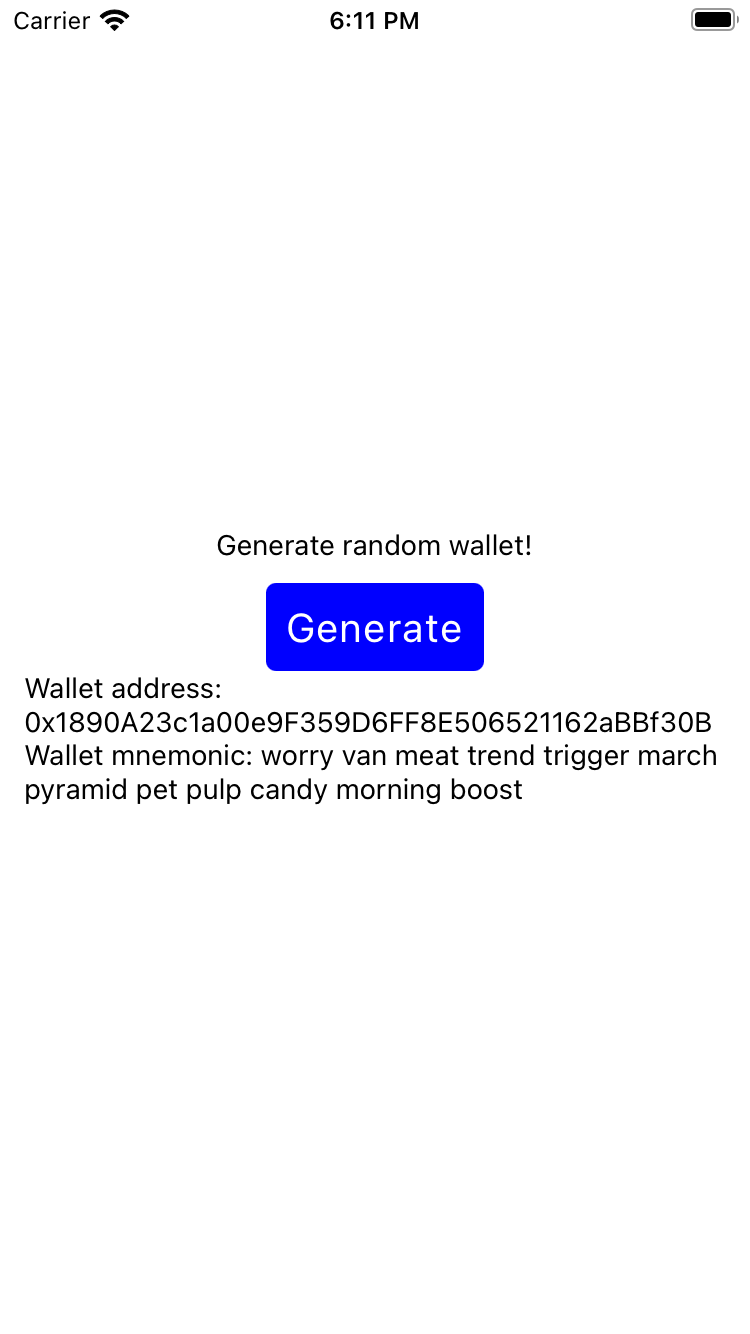 Carrier 6:11 PM
Generate random wallet!
Generate
Wallet address:
0x1890A23c1a00e9F359D6FF8E506521162aBBf30B
Wallet mnemonic: worry van meat trend trigger march
pyramid pet pulp candy morning boost